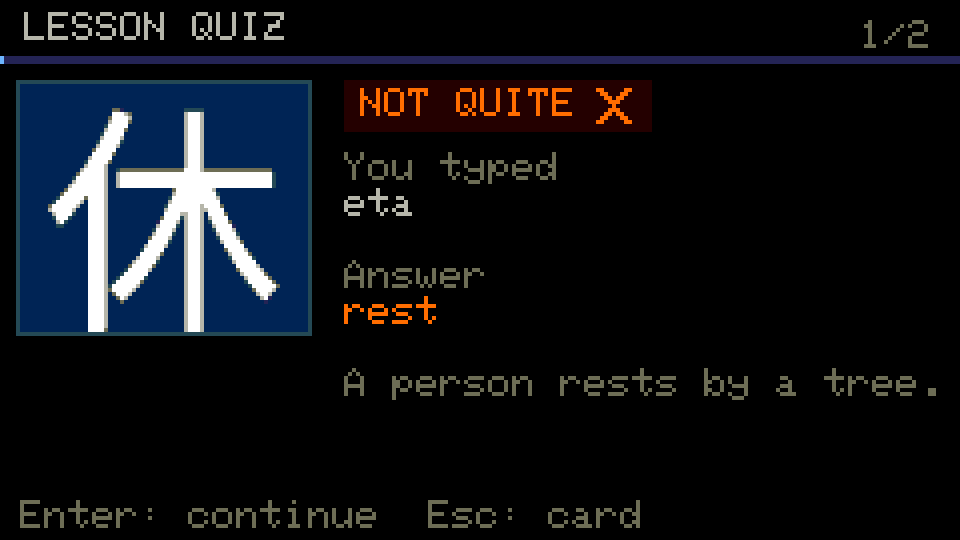 LESSON QUIZ
1/2
休
NOT QUITE X
You typed
eta
Answer
rest
A person rests by a tree.
Enter: continue Esc: card